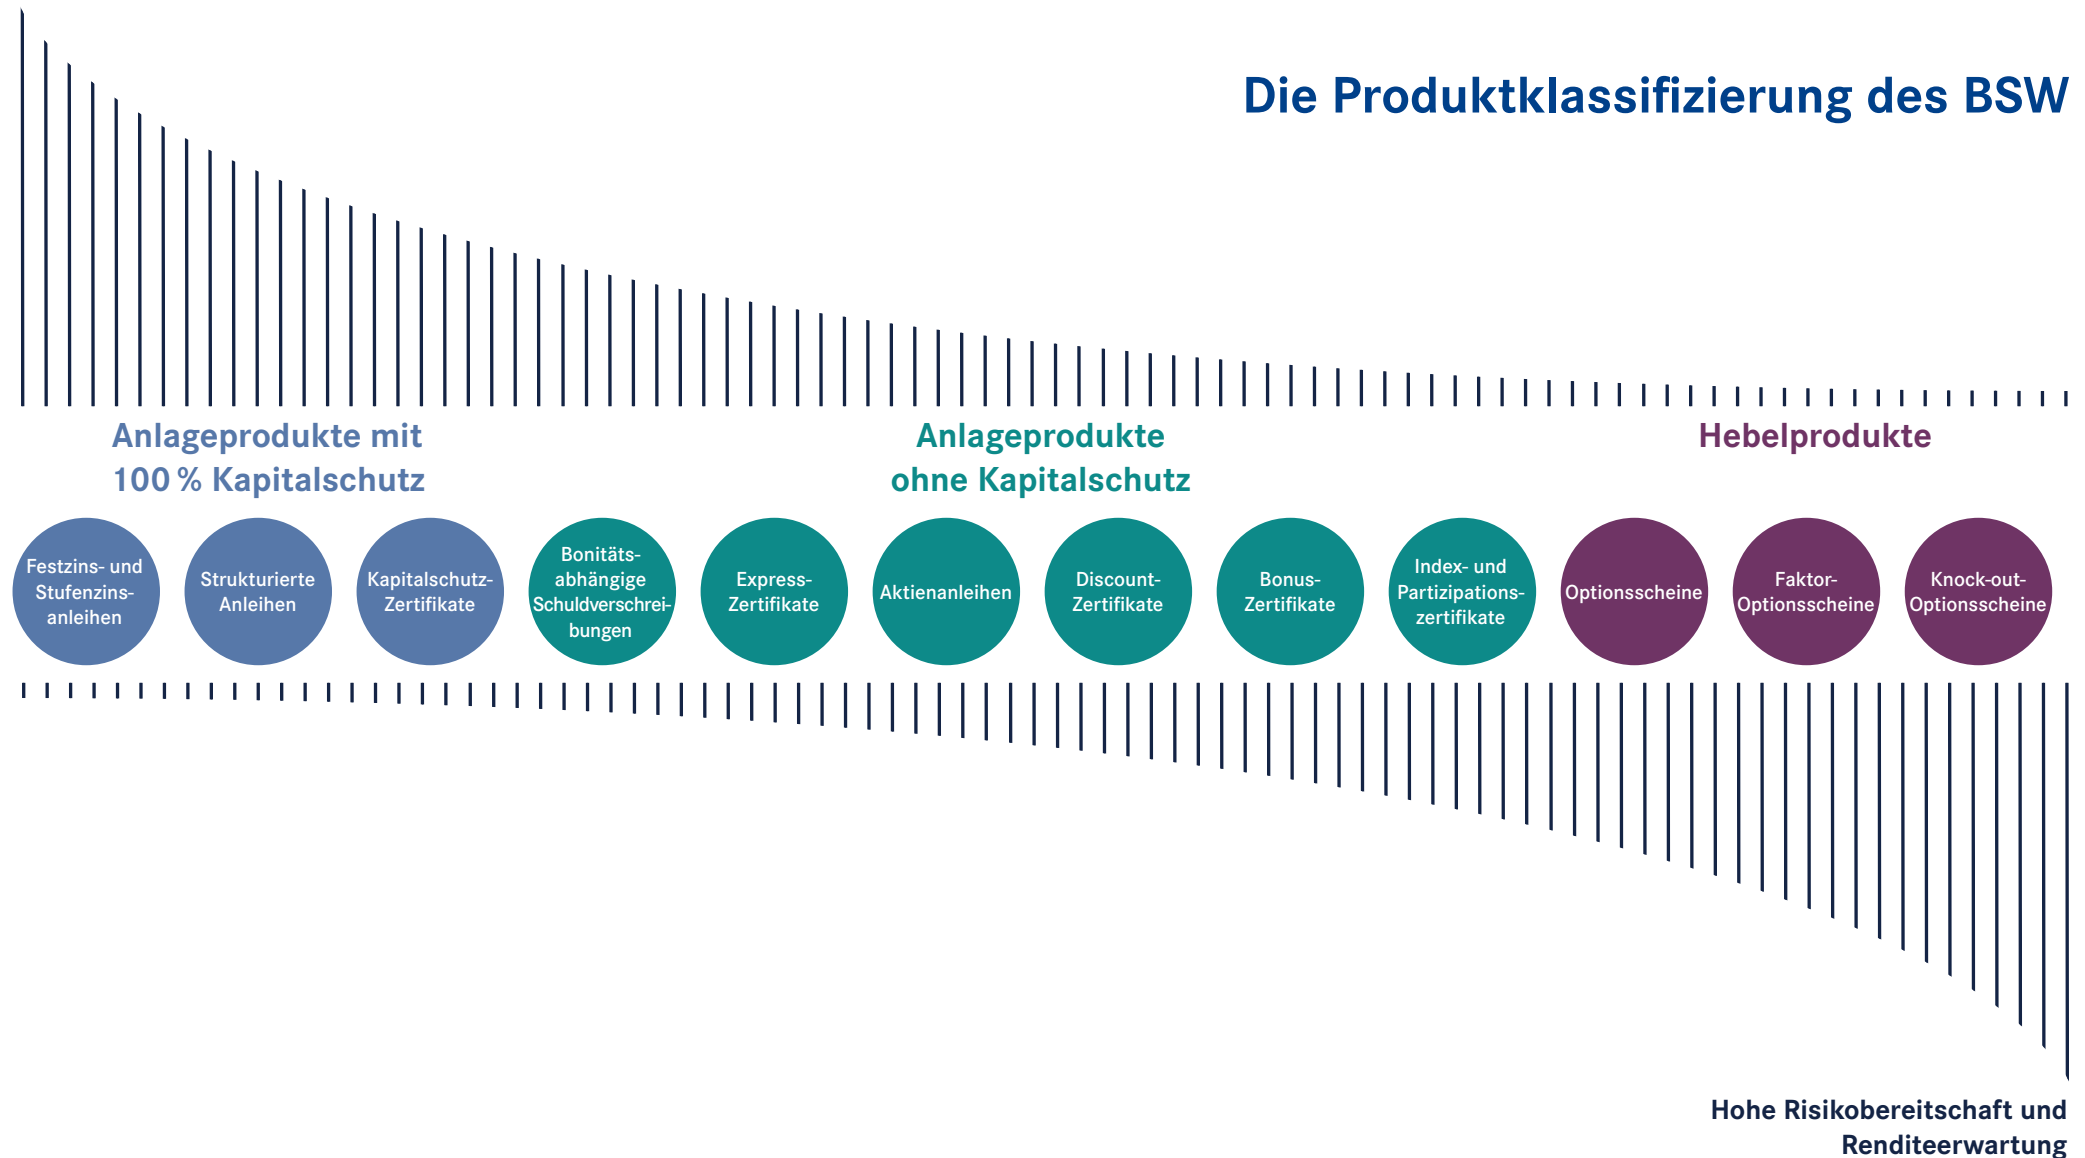 Die Produktklassifizierung des BSW
Anlageprodukte mit
100 % Kapitalschutz
Anlageprodukte
ohne Kapitalschutz
Hebelprodukte
Festzins- und
Stufenzins-
anleihen
Strukturierte
Anleihen
Kapitalschutz-
Zertifikate
Bonitäts-
abhängige
Schuldverschrei-
bungen
Express-
Zertifikate
Aktienanleihen
Discount-
Zertifikate
Bonus-
Zertifikate
Index- und
Partizipations-
zertifikate
Optionsscheine
Faktor-
Optionsscheine
Knock-out-
Optionsscheine
Hohe Risikobereitschaft und
Renditeerwartung